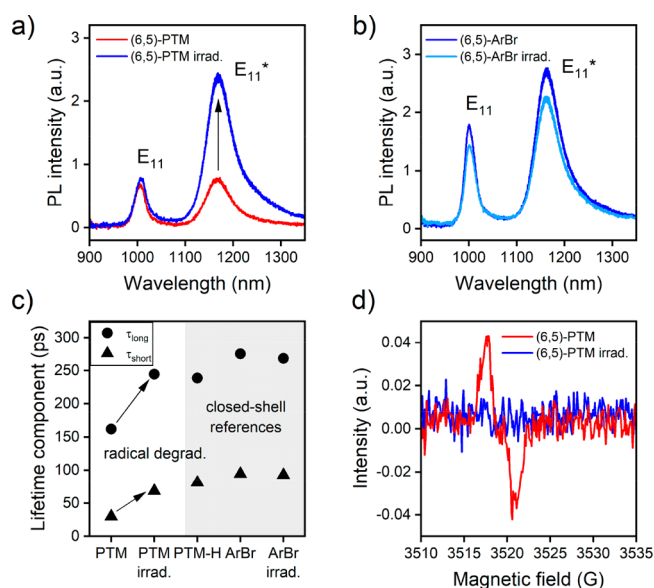 a)
(6,5)-PTM
(6,5)-PTM irrad.
E11*
E11
PL intensity (a.u.)
3
2
1
0
900 1000 1100 1200 1300
Wavelength (nm)
b)
(6,5)-ArBr
(6,5)-ArBr irrad.
E11*
E11
PL intensity (a.u.)
3
2
1
0
900 1000 1100 1200 1300
Wavelength (nm)
c)
τlong
τshort
closed-shell
references
radical degrad.
Lifetime component (ps)
300
250
200
150
100
50
0
PTM PTM irrad. PTM-H ArBr ArBr irrad.
d)
(6,5)-PTM
(6,5)-PTM irrad.
Intensity (a.u.)
0.04
0.02
0.00
-0.02
-0.04
3510 3515 3520 3525 3530 3535
Magnetic field (G)